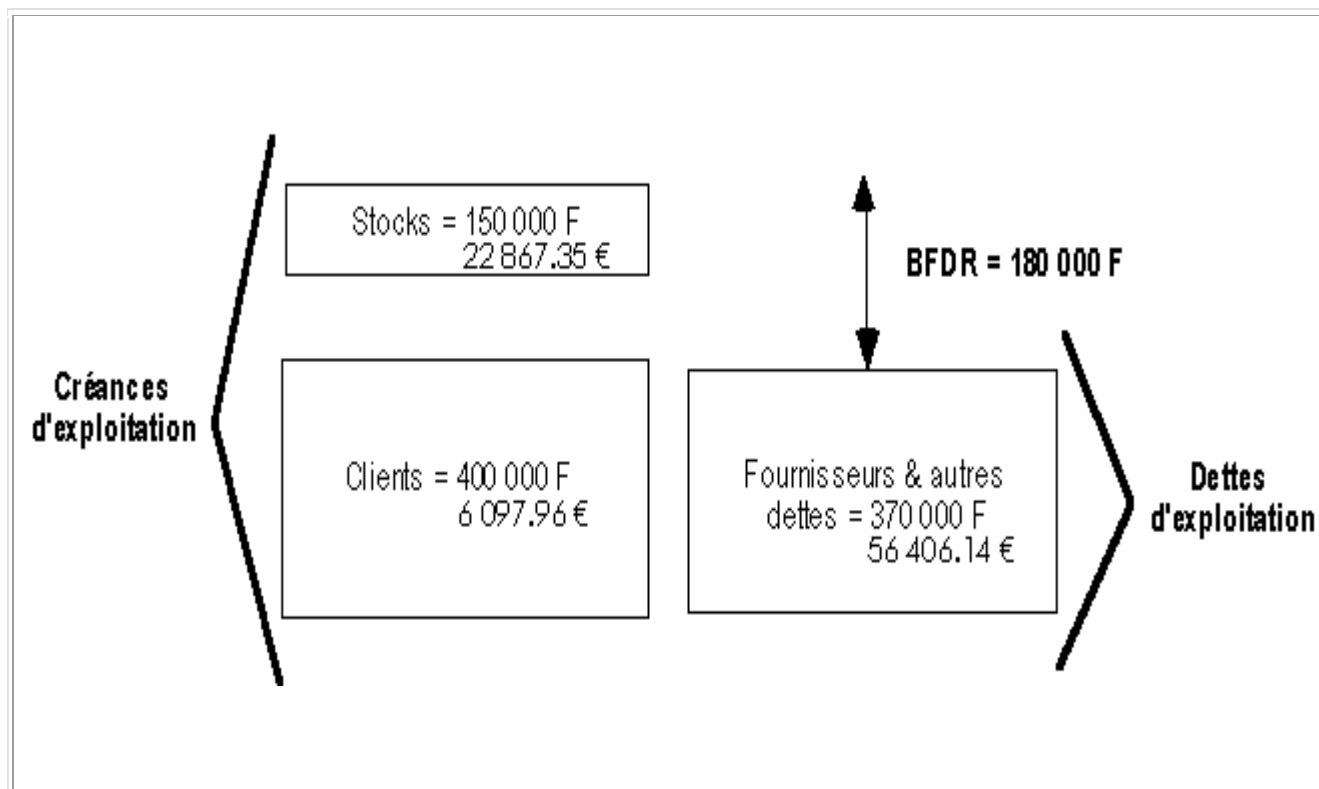 Stocks = 150 000 F
22 867.35 €
BFDR = 180 000 F
Créances
d'exploitation
Clients = 400 000 F
6 097.96 €
Fournisseurs & autres
dettes = 370 000 F
56 406.14 €
Dettes
d'exploitation